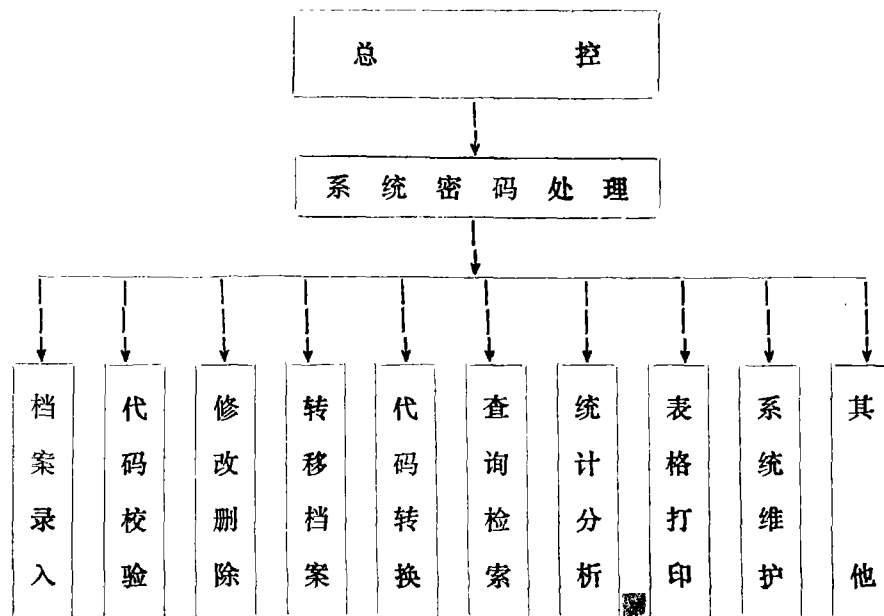 总控
系统密码处理
档案录入
代码校验
修改删除
转移档案
代码转换
查询检索
统计分析
表格打印
系统维护
其他